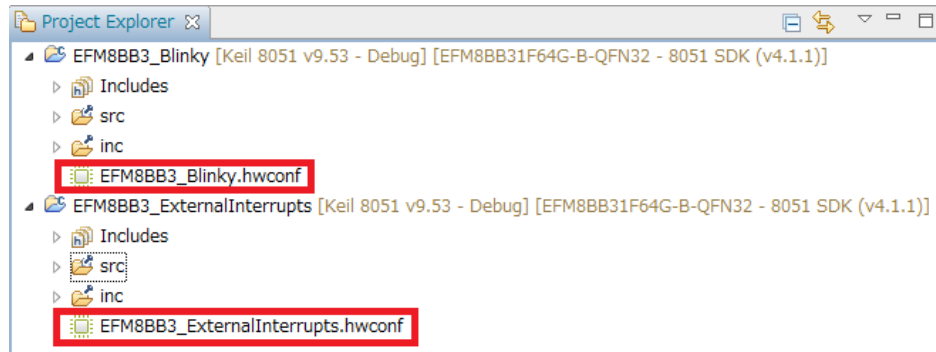 Project Explorer
EFM8BB3_Blinky [Keil 8051 v9.53 - Debug] [EFM8BB31F64G-B-QFN32 - 8051 SDK (v4.1.1)]
Includes
src
inc
EFM8BB3_Blinky.hwconf
EFM8BB3_ExternalInterrupts [Keil 8051 v9.53 - Debug] [EFM8BB31F64G-B-QFN32 - 8051 SDK (v4.1.1)]
Includes
src
inc
EFM8BB3_ExternalInterrupts.hwconf